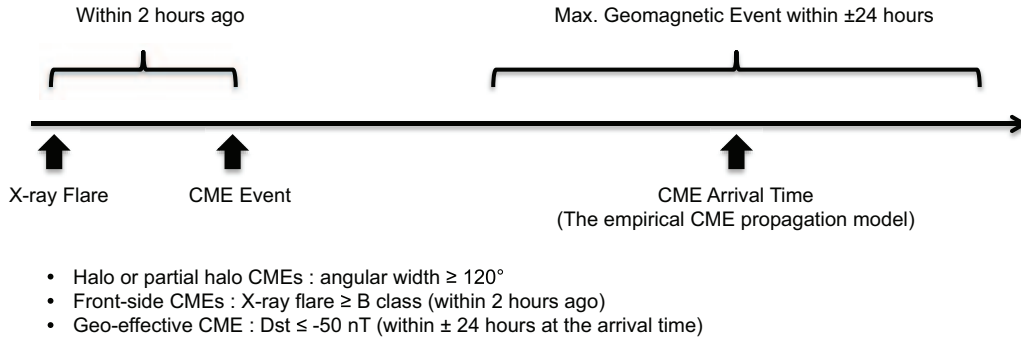 Within 2 hours ago
Max. Geomagnetic Event within ±24 hours
X-ray Flare
CME Event
CME Arrival Time
(The empirical CME propagation model)
• Halo or partial halo CMEs : angular width ≥ 120°
• Front-side CMEs : X-ray flare ≥ B class (within 2 hours ago)
• Geo-effective CME : Dst ≤ -50 nT (within ± 24 hours at the arrival time)